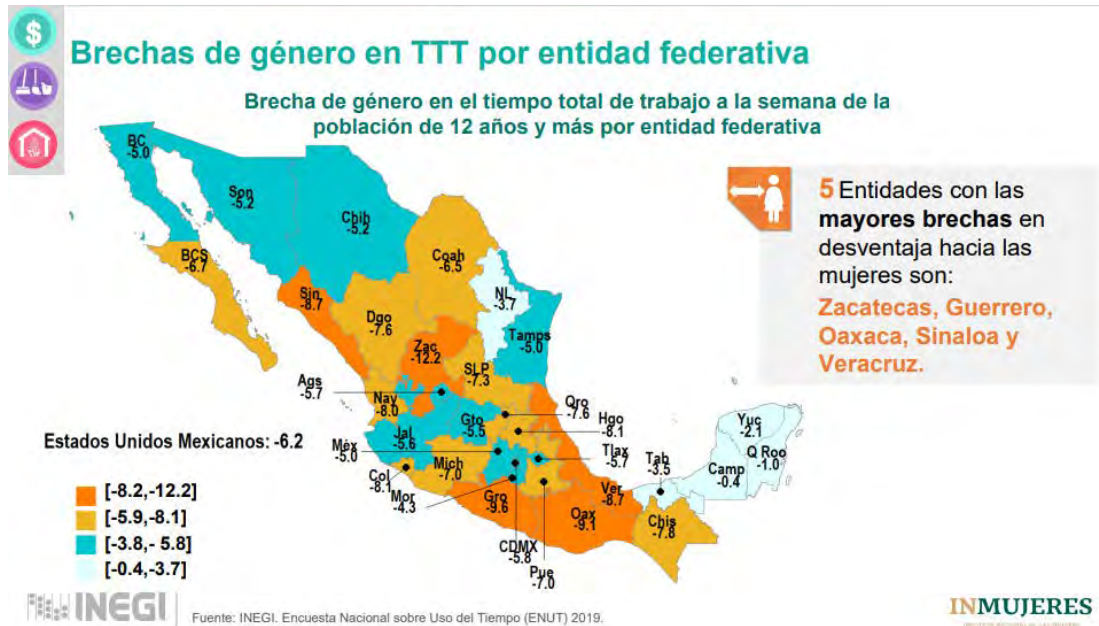 $
Brechas de género en TTT por entidad federativa
Brecha de género en el tiempo total de trabajo a la semana de la
población de 12 años y más por entidad federativa
BC
-5.0
Son
-5.2
Chih
-5.2
Coah
-6.5
BCS
-6.7
NL
-3.7
Sin
-8.7
Dgo
-7.6
Tamps
-5.0
Zac
-12.2
SLP
-7.3
Ags
-5.7
Nay
-8.0
Qro
-7.6
Hgo
-8.1
Gto
-5.5
Jal
-5.6
Estados Unidos Mexicanos: -6.2
Méx
-5.0
Mich
-7.0
Tlax
-5.7
Tab
-3.5
Yuc
-2.1
Q Roo
-1.0
Camp
-0.4
Col
-8.1
Mor
-4.3
Gro
-9.6
Ver
-8.7
Oax
-9.1
Chis
-7.8
CDMX
-5.8
Pue
-7.0
5 Entidades con las
mayores brechas en
desventaja hacia las
mujeres son:
Zacatecas, Guerrero,
Oaxaca, Sinaloa y
Veracruz.
[-8.2,-12.2]
[-5.9,-8.1]
[-3.8,- 5.8]
[-0.4,-3.7]
INEGI
Fuente: INEGI. Encuesta Nacional sobre Uso del Tiempo (ENUT) 2019.
INMUJERES
INSTITUTO NACIONAL DE LAS MUJERES